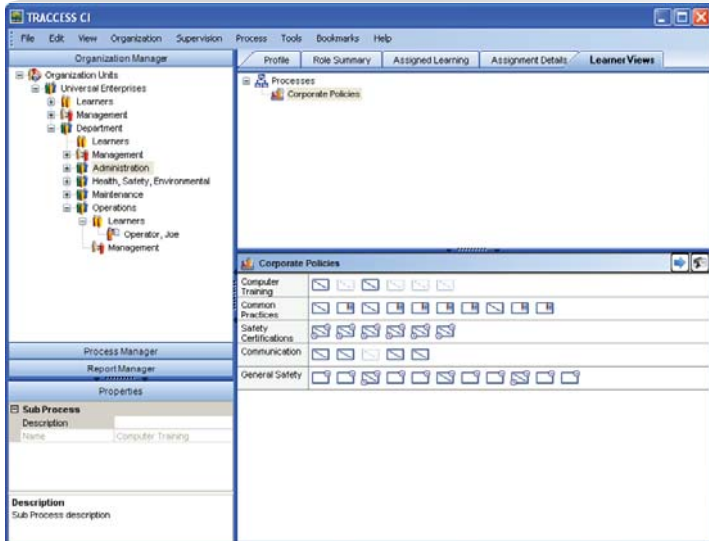 TRACCESS CI
File Edit View Organization Supervision Process Tools Bookmarks Help
Organization Manager
Organization Units
Universal Enterprises
Learners
Management
Department
Learners
Management
Administration
Health, Safety, Environmental
Maintenance
Operations
Learners
Operator, Joe
Management
Process Manager
Report Manager
Properties
Sub Process
Description
Name Computer Training
Description
Sub Process description
Profile Role Summary Assigned Learning Assignment Details Learner Views
Processes
Corporate Policies
Corporate Policies
Computer
Training
Common
Practices
Safety
Certifications
Communication
General Safety